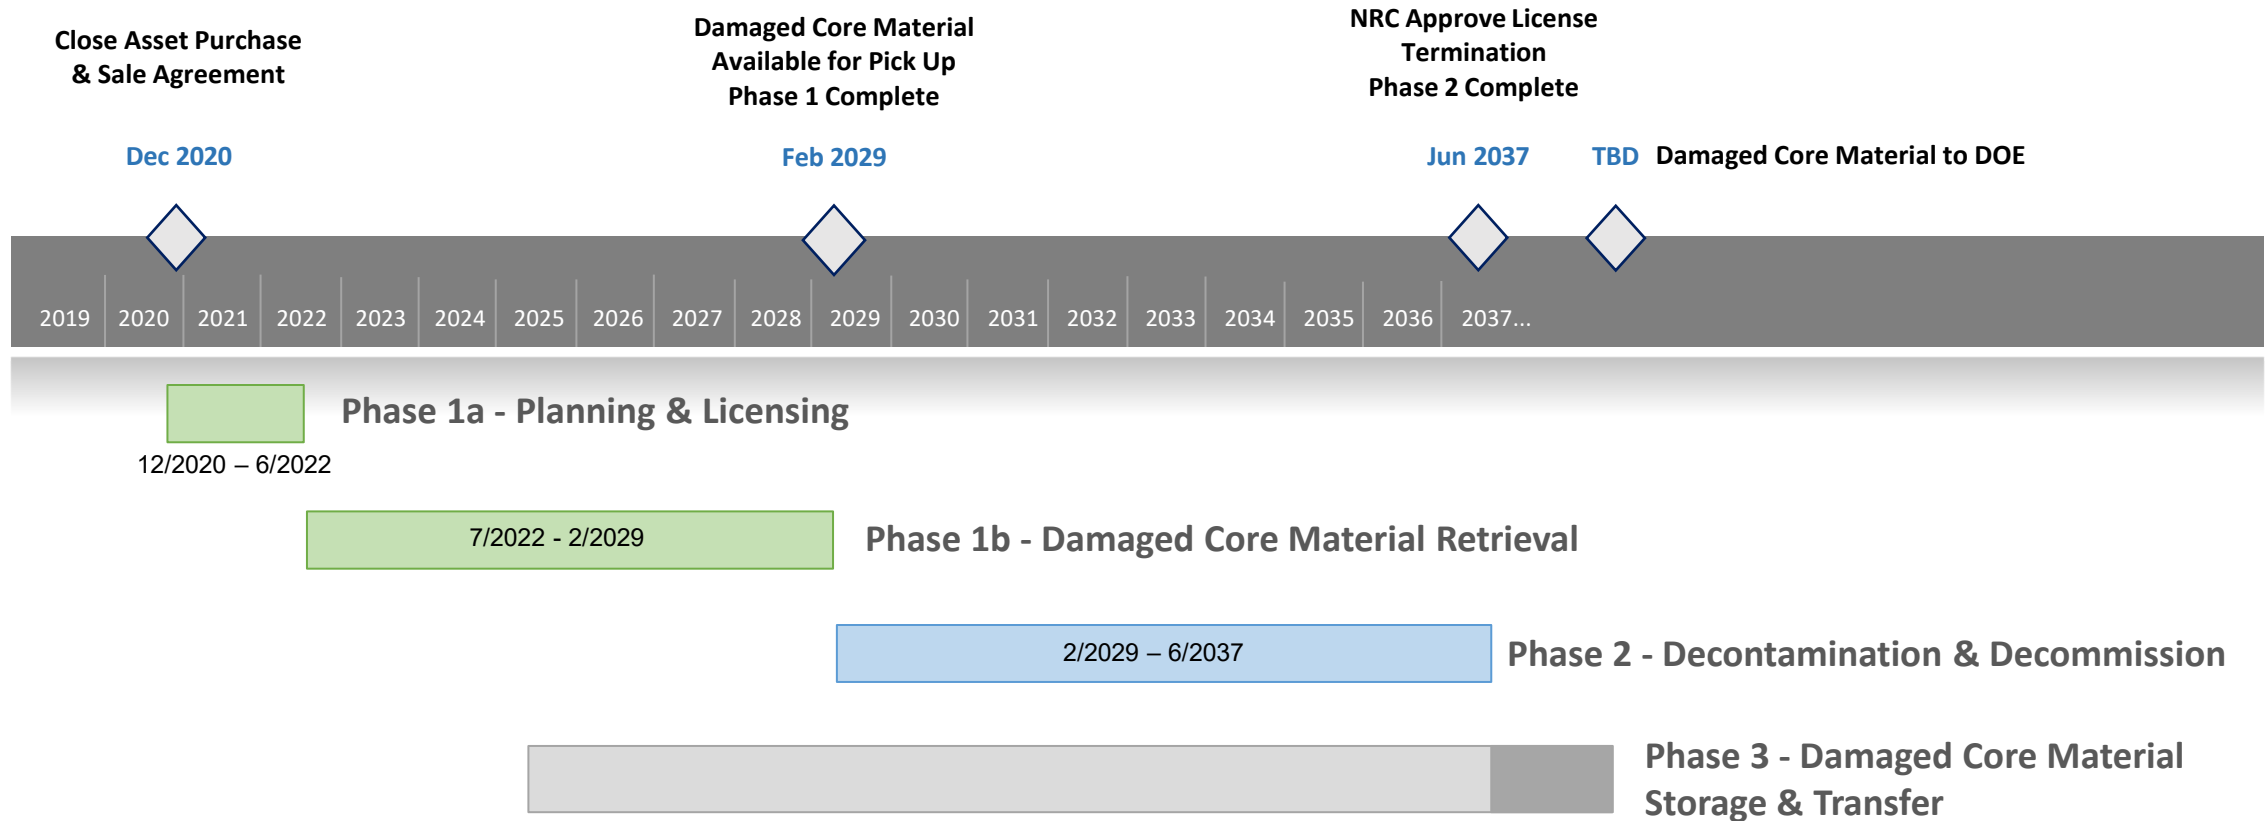 Close Asset Purchase
& Sale Agreement
Dec 2020
Damaged Core Material
Available for Pick Up
Phase 1 Complete
Feb 2029
NRC Approve License
Termination
Phase 2 Complete
Jun 2037
TBD Damaged Core Material to DOE
2019 2020 2021 2022 2023 2024 2025 2026 2027 2028 2029 2030 2031 2032 2033 2034 2035 2036 2037...
Phase 1a - Planning & Licensing
12/2020 – 6/2022
7/2022 - 2/2029
Phase 1b - Damaged Core Material Retrieval
2/2029 – 6/2037
Phase 2 - Decontamination & Decommission
Phase 3 - Damaged Core Material
Storage & Transfer